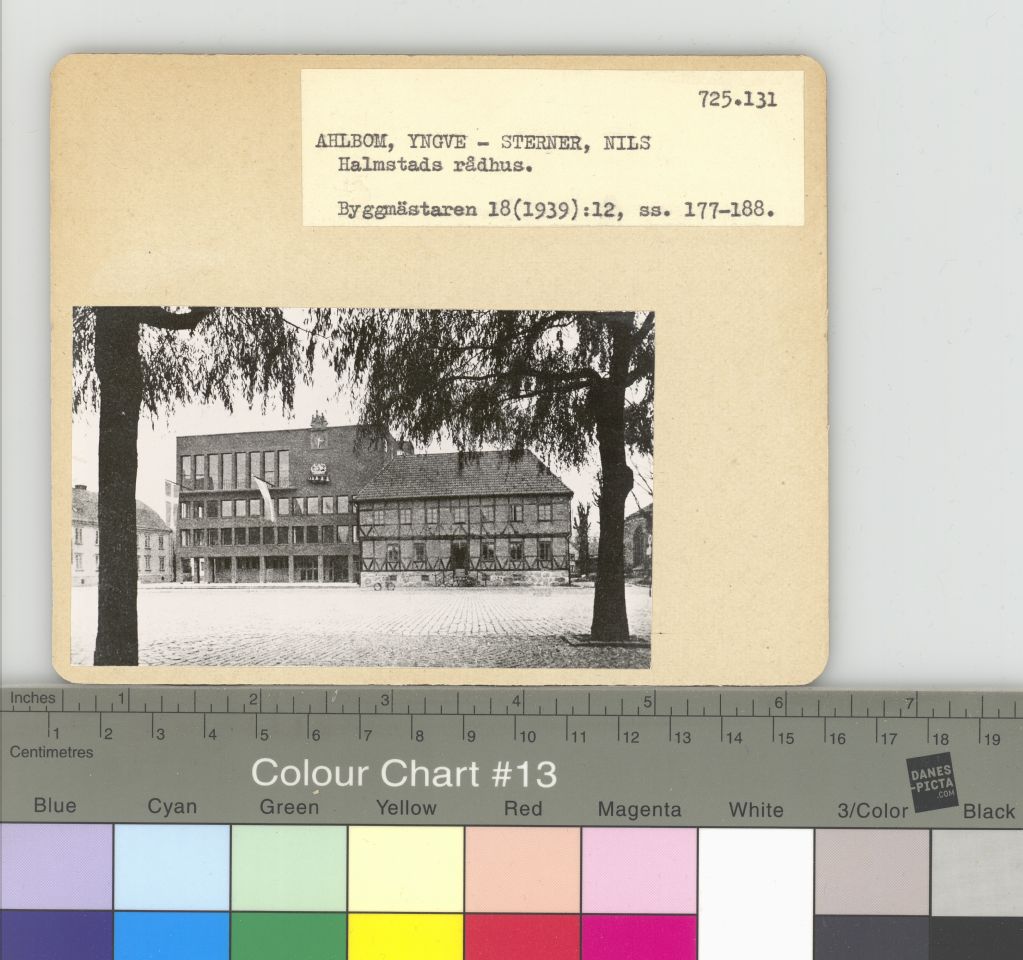 725.131
AHLBOM, YNGVE - STERNER, NILS
Halmstads rådhus.
Byggmästaren 18(1939):12, ss. 177-188.
Inches 1 2 3 4 5 6 7
1 2 3 4 5 6 7 8 9 10 11 12 13 14 15 16 17 18 19
Centimetres
Colour Chart #13
DANES
-PICTA
.COM
Blue Cyan Green Yellow Red Magenta White 3/Color Black